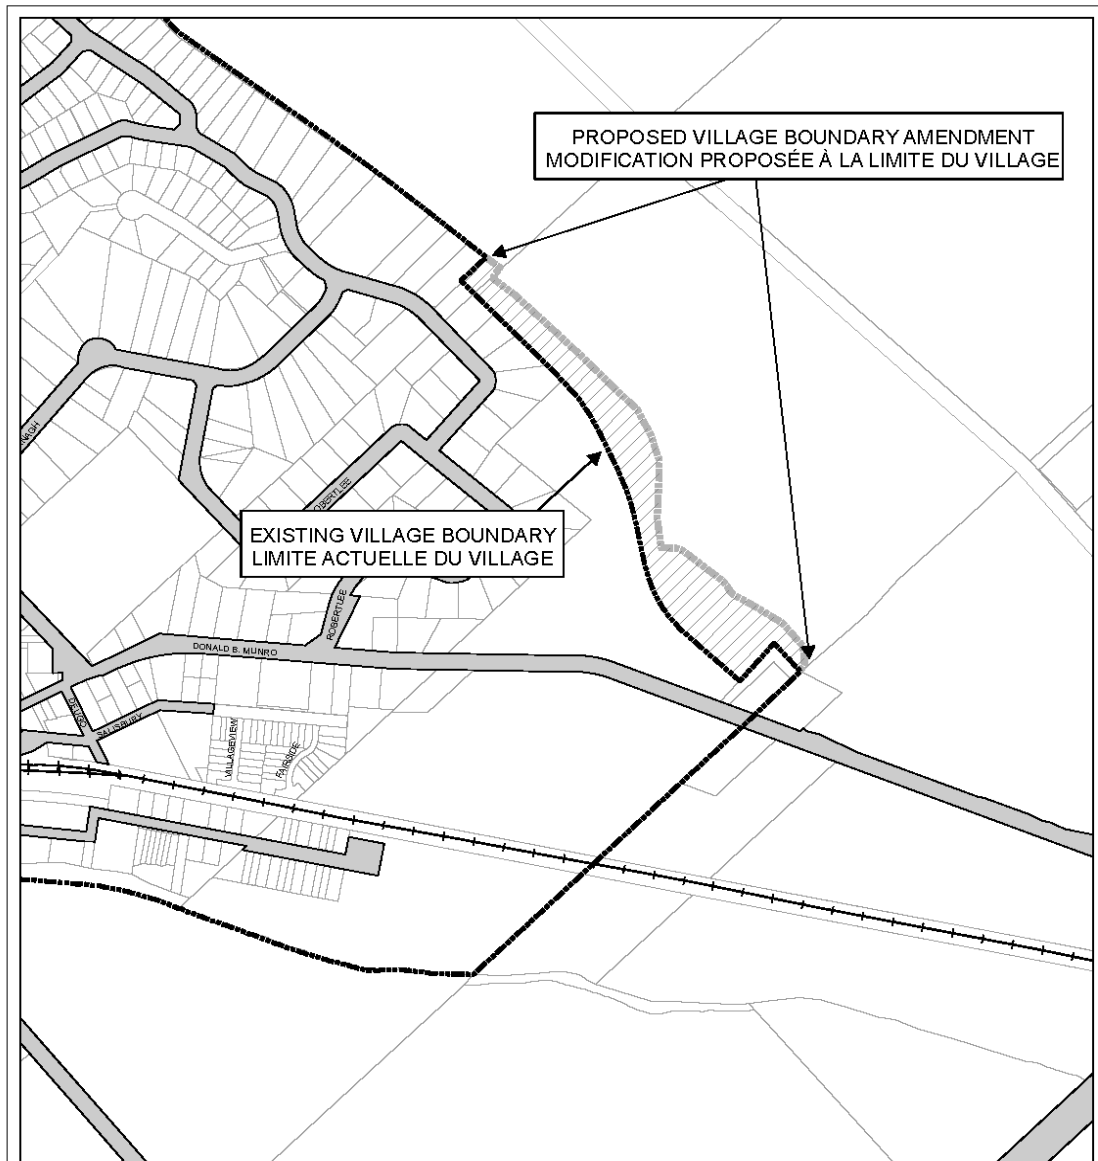 PROPOSED VILLAGE BOUNDARY AMENDMENT
MODIFICATION PROPOSÉE À LA LIMITE DU VILLAGE
EXISTING VILLAGE BOUNDARY
LIMITE ACTUELLE DU VILLAGE
ROBERTLEE
DONALD B. MUNRO
SALISBURY
VILLAGEVIEW
FAIRSIDE